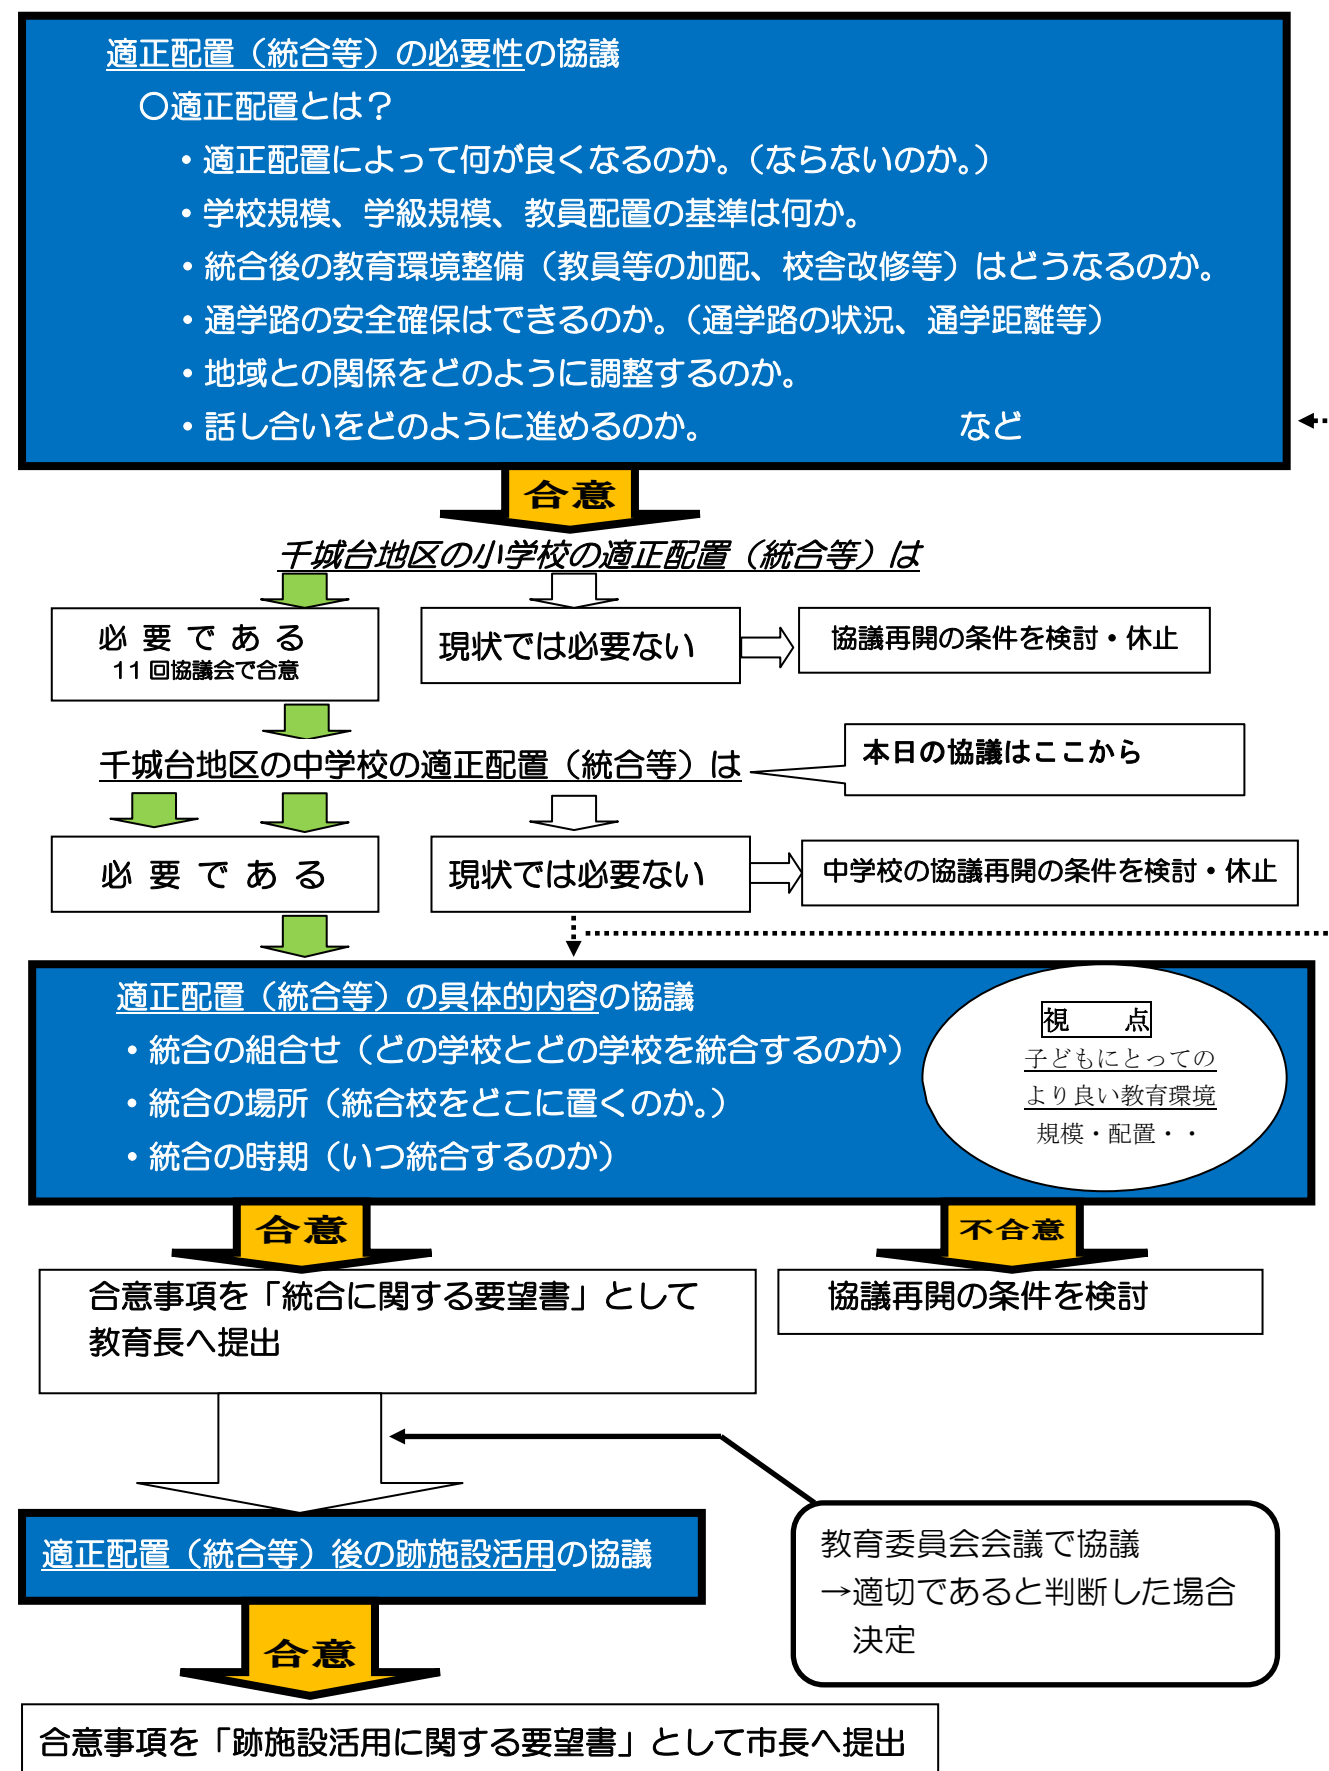 適正配置（統合等）の必要性の協議
○適正配置とは？
・適正配置によって何が良くなるのか。（ならないのか。）
・学校規模、学級規模、教員配置の基準は何か。
・統合後の教育環境整備（教員等の加配、校舎改修等）はどうなるのか。
・通学路の安全確保はできるのか。（通学路の状況、通学距離等）
・地域との関係をどのように調整するのか。
・話し合いをどのように進めるのか。　　　　　　　　など
合意
千城台地区の小学校の適正配置（統合等）は
必要である
11回協議会で合意
現状では必要ない
協議再開の条件を検討・休止
千城台地区の中学校の適正配置（統合等）は
本日の協議はここから
必要である
現状では必要ない
中学校の協議再開の条件を検討・休止
適正配置（統合等）の具体的内容の協議
・統合の組合せ（どの学校とどの学校を統合するのか）
・統合の場所（統合校をどこに置くのか。）
・統合の時期（いつ統合するのか）
視　点
子どもにとっての
より良い教育環境
規模・配置・・
合意
不合意
合意事項を「統合に関する要望書」として
教育長へ提出
協議再開の条件を検討
適正配置（統合等）後の跡施設活用の協議
教育委員会会議で協議
→適切であると判断した場合
決定
合意
合意事項を「跡施設活用に関する要望書」として市長へ提出